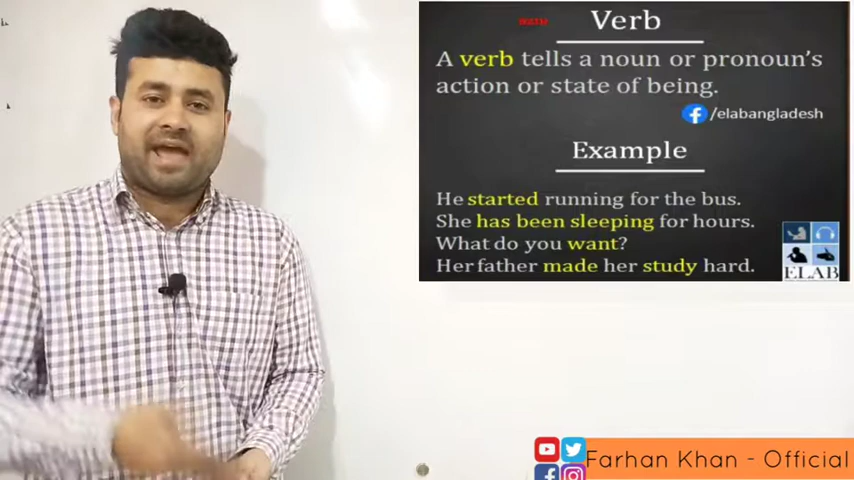 Verb
A verb tells a noun or pronoun's
action or state of being.
/elabangladesh
Example
He started running for the bus.
She has been sleeping for hours.
What do you want?
Her father made her study hard.
ELAB
Farhan Khan - Official